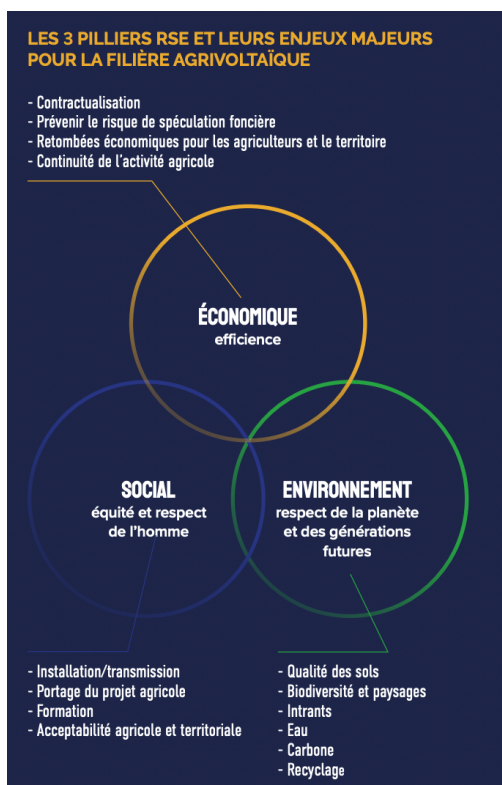 LES 3 PILLIERS RSE ET LEURS ENJEUX MAJEURS
POUR LA FILIÈRE AGRIVOLTAÏQUE
- Contractualisation
- Prévenir le risque de spéculation foncière
- Retombées économiques pour les agriculteurs et le territoire
- Continuité de l'activité agricole
ÉCONOMIQUE
efficience
SOCIAL
équité et respect
de l'homme
ENVIRONNEMENT
respect de la planète
et des générations
futures
- Installation/transmission
- Portage du projet agricole
- Formation
- Acceptabilité agricole et territoriale
- Qualité des sols
- Biodiversité et paysages
- Intrants
- Eau
- Carbone
- Recyclage